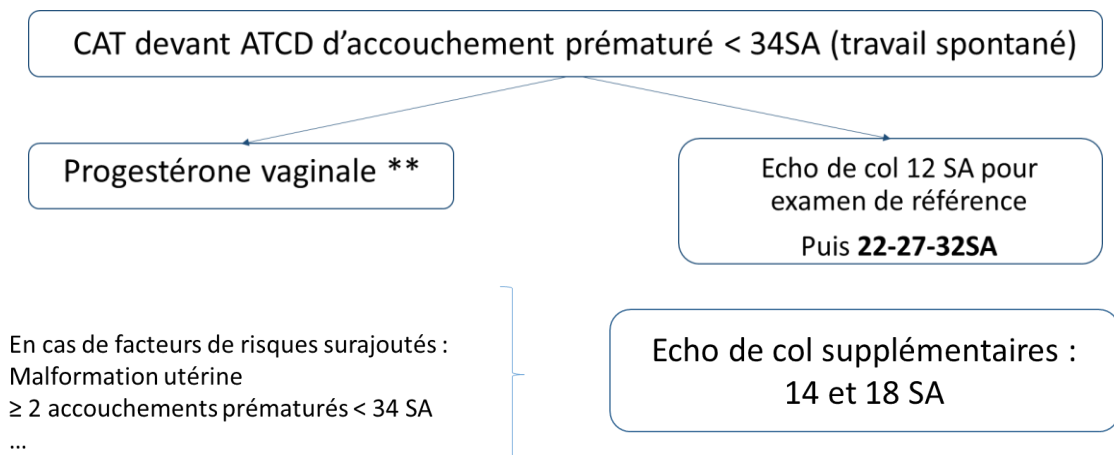 CAT devant ATCD d’accouchement prématuré < 34SA (travail spontané)
Progestérone vaginale **
Echo de col 12 SA pour
examen de référence
Puis 22-27-32SA
En cas de facteurs de risques surajoutés :
Malformation utérine
≥ 2 accouchements prématurés < 34 SA
...
Echo de col supplémentaires :
14 et 18 SA